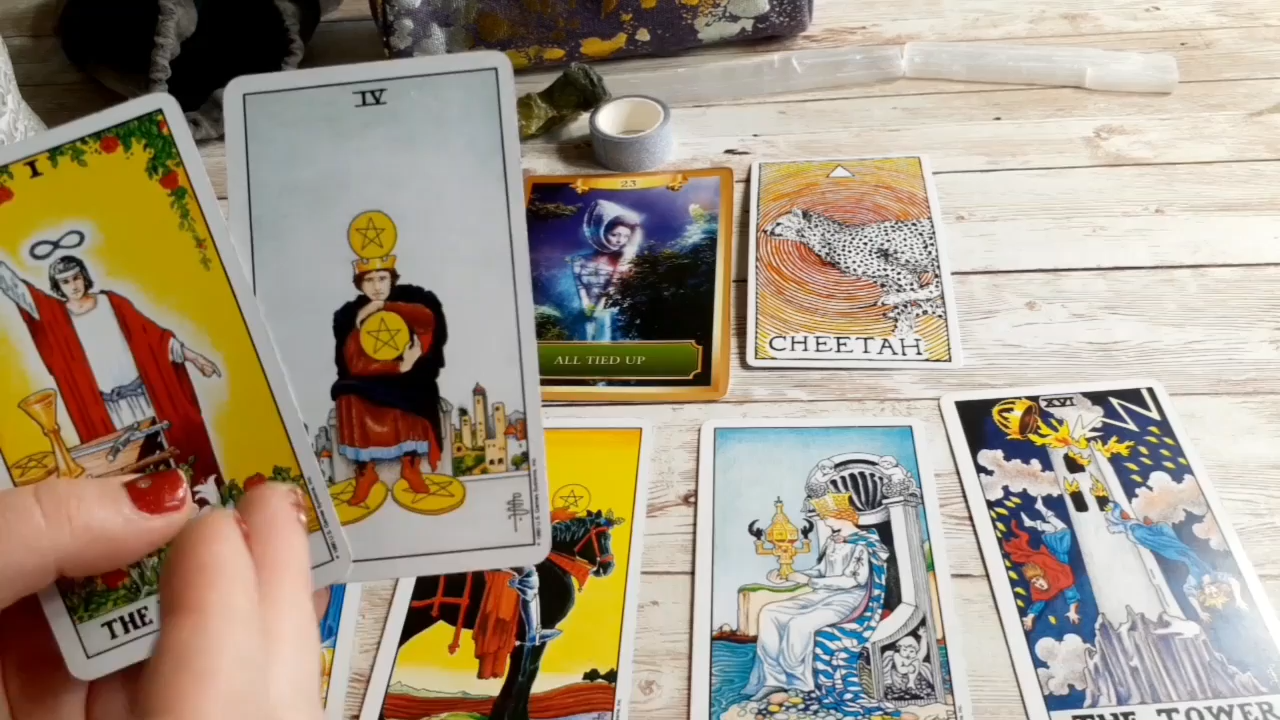 I
THE
IV
23
ALL TIED UP
CHEETAH
XVI
THE TOWER